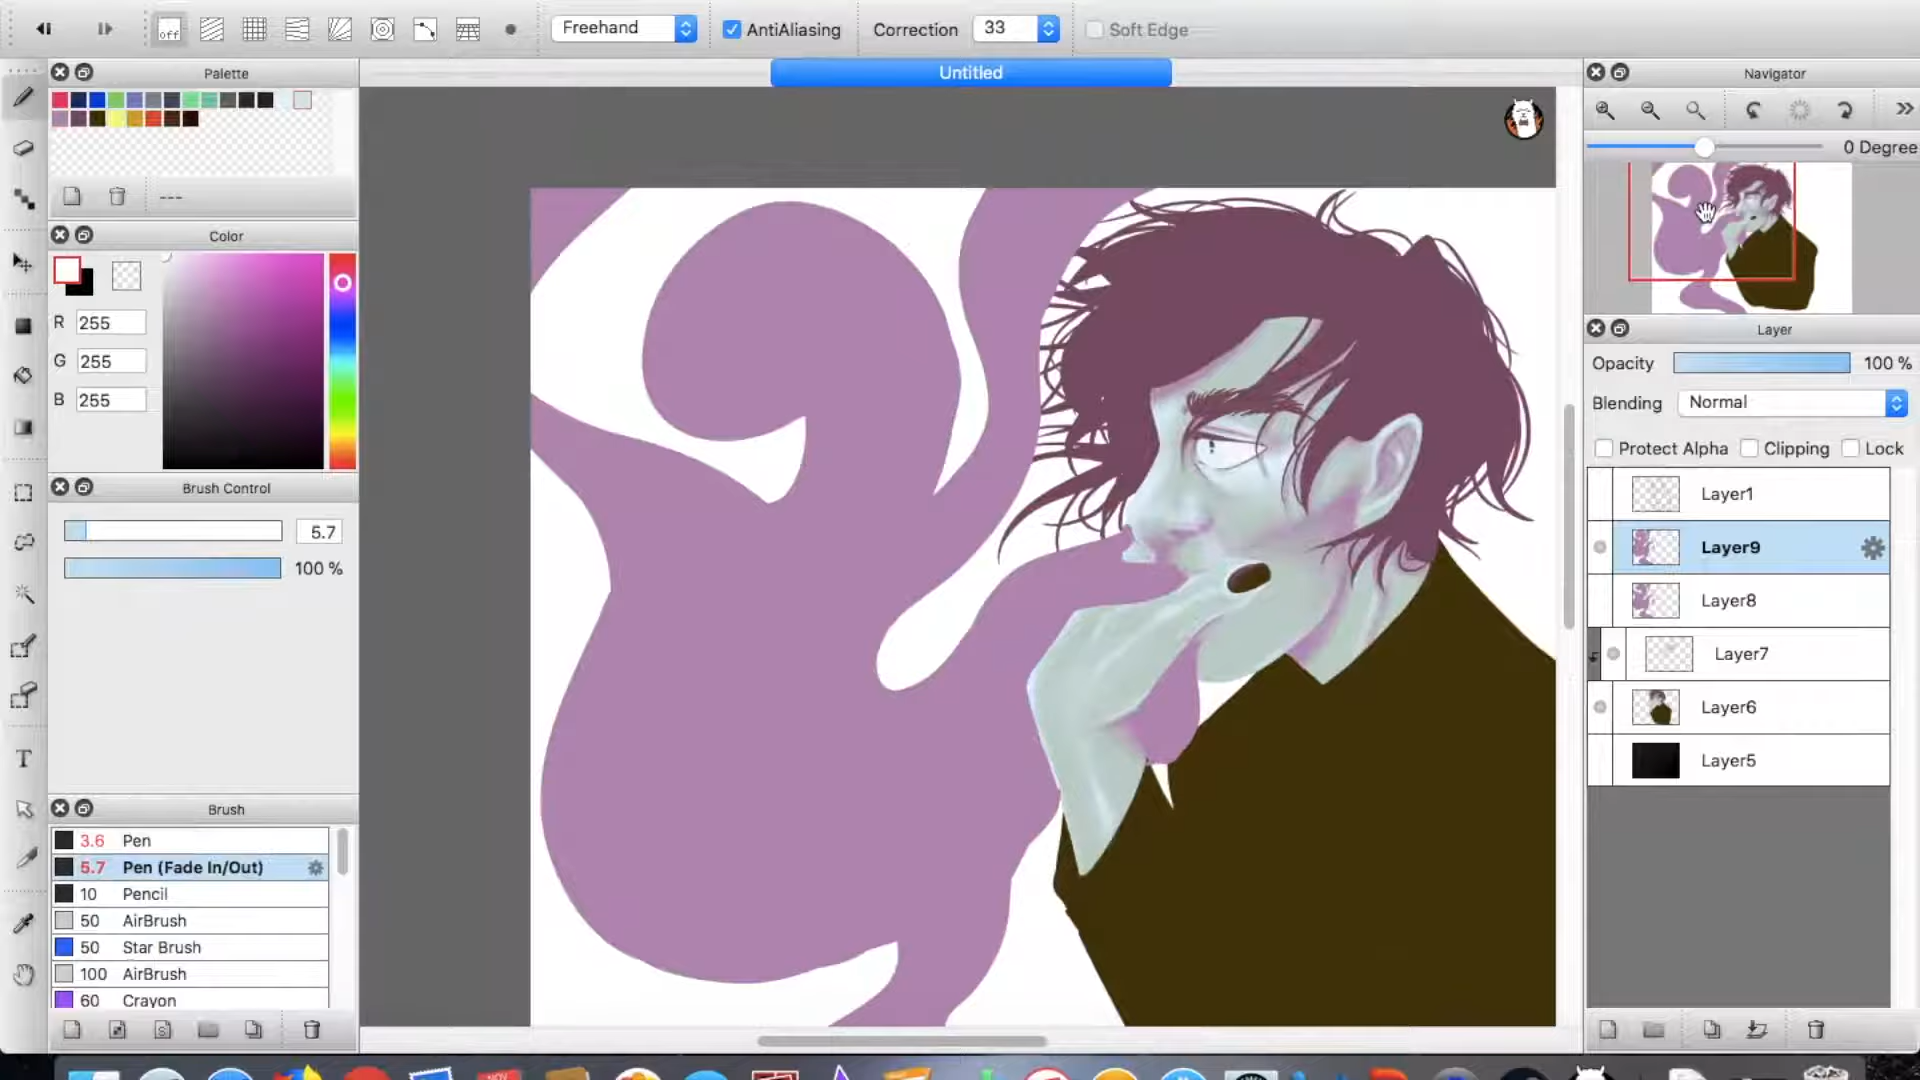 off
Freehand
AntiAliasing
Correction
33
Soft Edge
Palette
Untitled
Navigator
0 Degree
---
Color
R 255
G 255
B 255
Layer
Opacity 100 %
Blending Normal
Protect Alpha Clipping Lock
Layer1
Layer9
Layer8
Layer7
Layer6
Layer5
Brush Control
5.7
100 %
T
Brush
3.6 Pen
5.7 Pen (Fade In/Out)
10 Pencil
50 AirBrush
50 Star Brush
100 AirBrush
60 Crayon
S
NOV